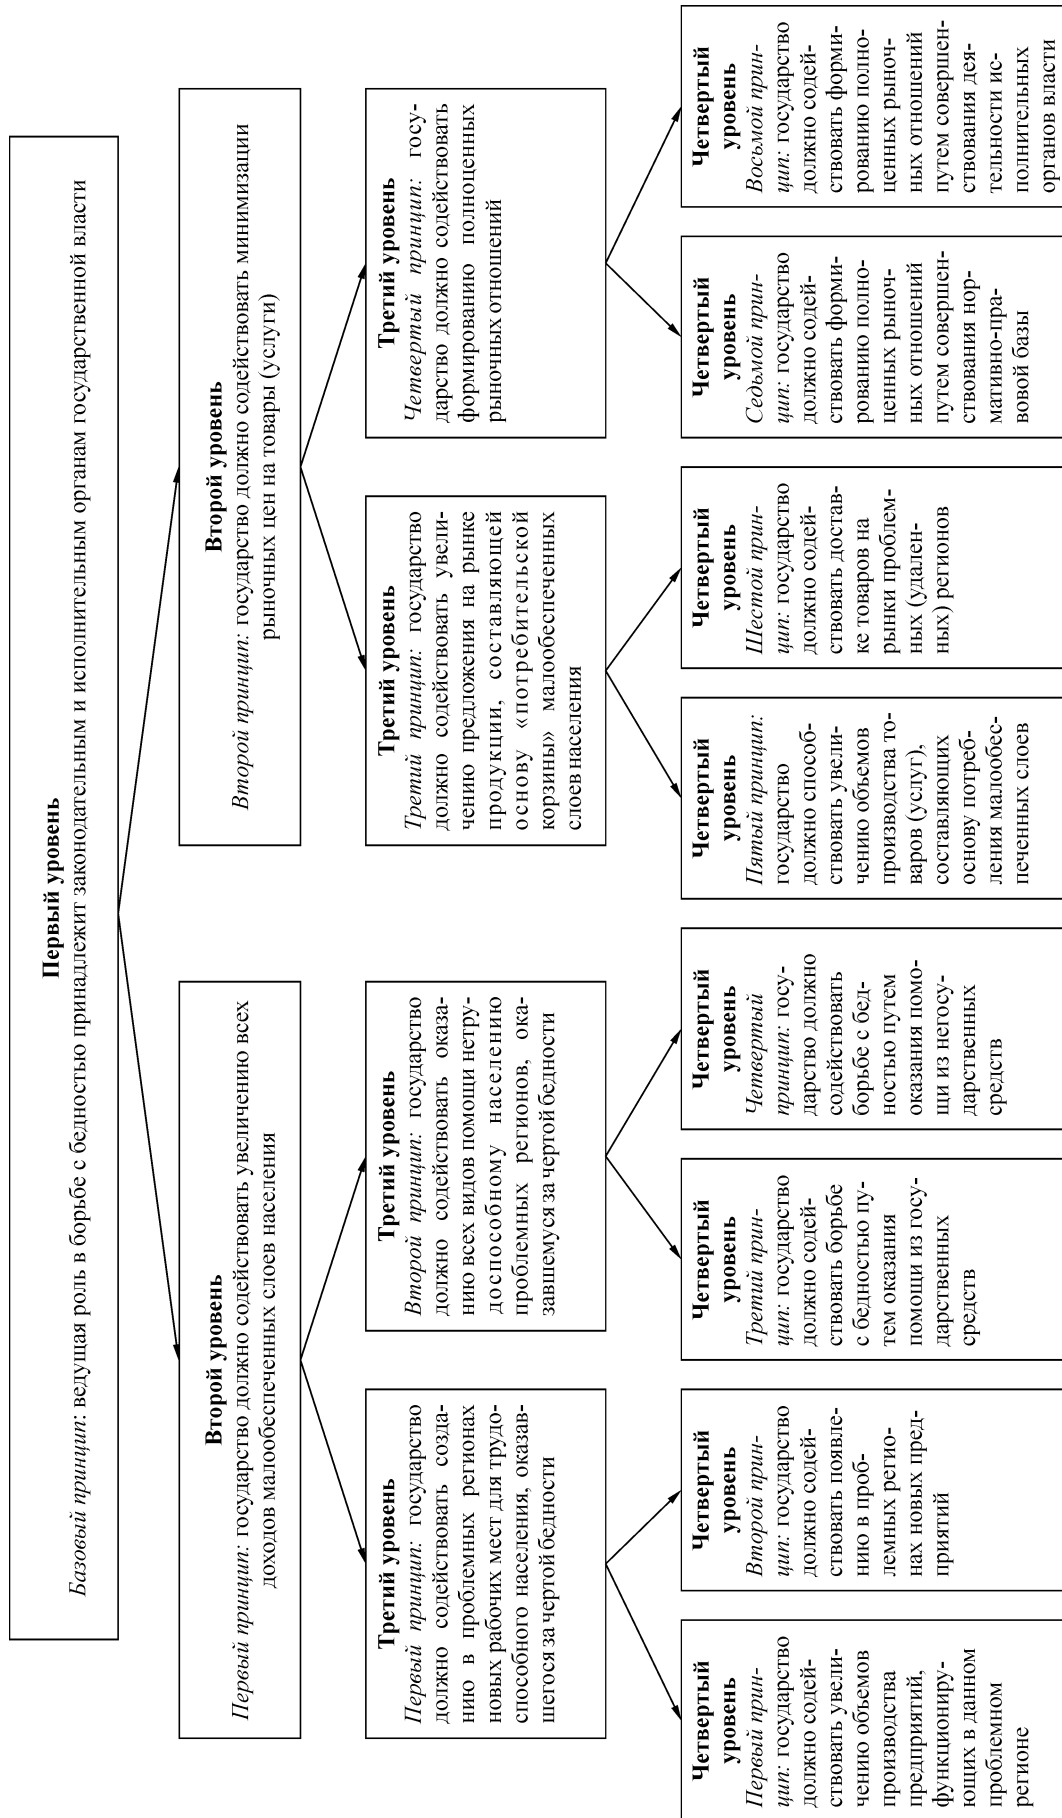 Первый уровень
Базовый принцип: ведущая роль в борьбе с бедностью принадлежит законодательным и исполнительным органам государственной власти
Второй уровень
Первый принцип: государство должно содействовать увеличению всех
доходов малообеспеченных слоев населения
Второй уровень
Второй принцип: государство должно содействовать минимизации
рыночных цен на товары (услуги)
Третий уровень
Первый принцип: государство
должно содействовать созда-
нию в проблемных регионах
новых рабочих мест для трудо-
способного населения, оказав-
шегося за чертой бедности
Третий уровень
Второй принцип: государство
должно содействовать оказа-
нию всех видов помощи нетру-
доспособному населению
проблемных регионов, ока-
завшемуся за чертой бедности
Третий уровень
Третий принцип: государство
должно содействовать увели-
чению предложения на рынке
продукции, составляющей
основу «потребительской
корзины» малообеспеченных
слоев населения
Третий уровень
Четвертый принцип: госу-
дарство должно содействовать
формированию полноценных
рыночных отношений
Четвертый
уровень
Первый прин-
цип: государство
должно содей-
ствовать увели-
чению объемов
производства
предприятий,
функциониру-
ющих в данном
проблемном
регионе
Четвертый
уровень
Второй прин-
цип: государство
должно содей-
ствовать появле-
нию в проб-
лемных регио-
нах новых пред-
приятий
Четвертый
уровень
Третий прин-
цип: государство
должно содей-
ствовать борьбе
с бедностью пу-
тем оказания
помощи из госу-
дарственных
средств
Четвертый
уровень
Четвертый
принцип: госу-
дарство должно
содействовать
борьбе с бед-
ностью путем
оказания помо-
щи из негосу-
дарственных
средств
Четвертый
уровень
Пятый принцип:
государство
должно способ-
ствовать увели-
чению объемов
производства то-
варов (услуг),
составляющих
основу потреб-
ления малообес-
печенных слоев
Четвертый
уровень
Шестой прин-
цип: государство
должно содей-
ствовать достав-
ке товаров на
рынки проблем-
ных (удален-
ных) регионов
Четвертый
уровень
Седьмой прин-
цип: государство
должно содей-
ствовать форми-
рованию полно-
ценных рыноч-
ных отношений
путем совершен-
ствования нор-
мативно-пра-
вовой базы
Четвертый
уровень
Восьмой прин-
цип: государство
должно содей-
ствовать форми-
рованию полно-
ценных рыноч-
ных отношений
путем совершен-
ствования дея-
тельности ис-
полнительных
органов власти